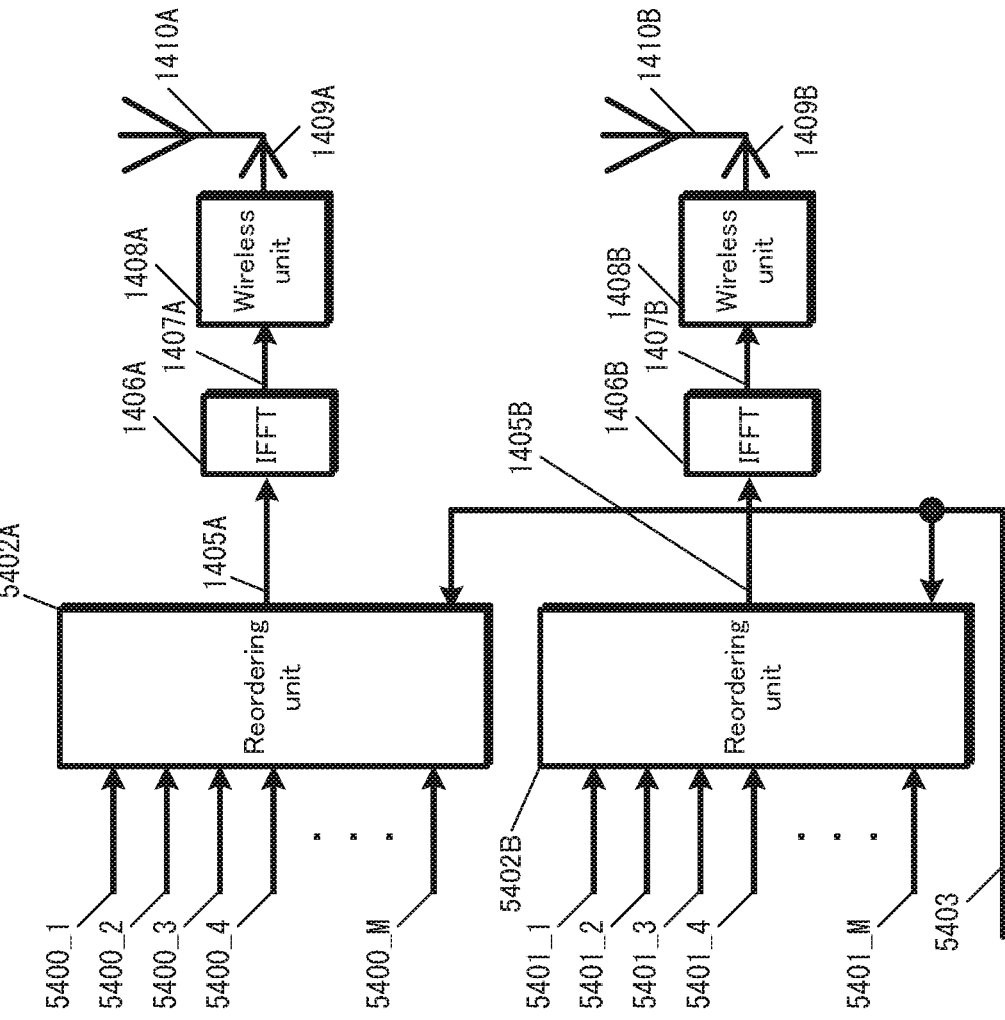 5400_1
5400_2
5400_3
5400_4
5400_M
5402A
Reordering
unit
1405A
1406A
IFFT
1407A
1408A
Wireless
unit
1409A
1410A
5401_1
5401_2
5401_3
5401_4
5401_M
5402B
Reordering
unit
1405B
1406B
IFFT
1407B
1408B
Wireless
unit
1409B
1410B
5403